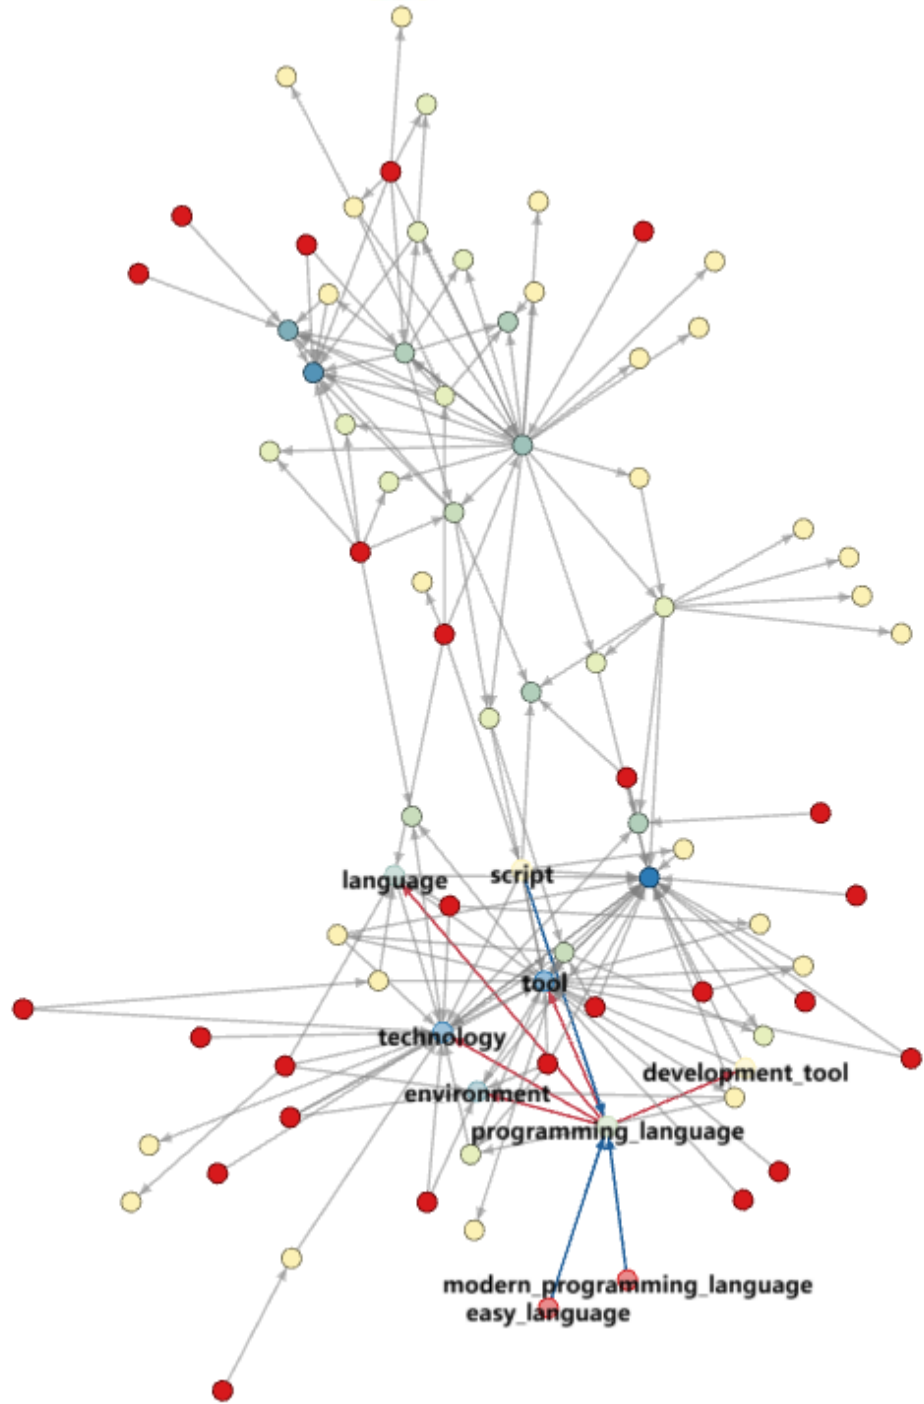 language
script
tool
technology
development_tool
environment
programming_language
modern_programming_language
easy_language